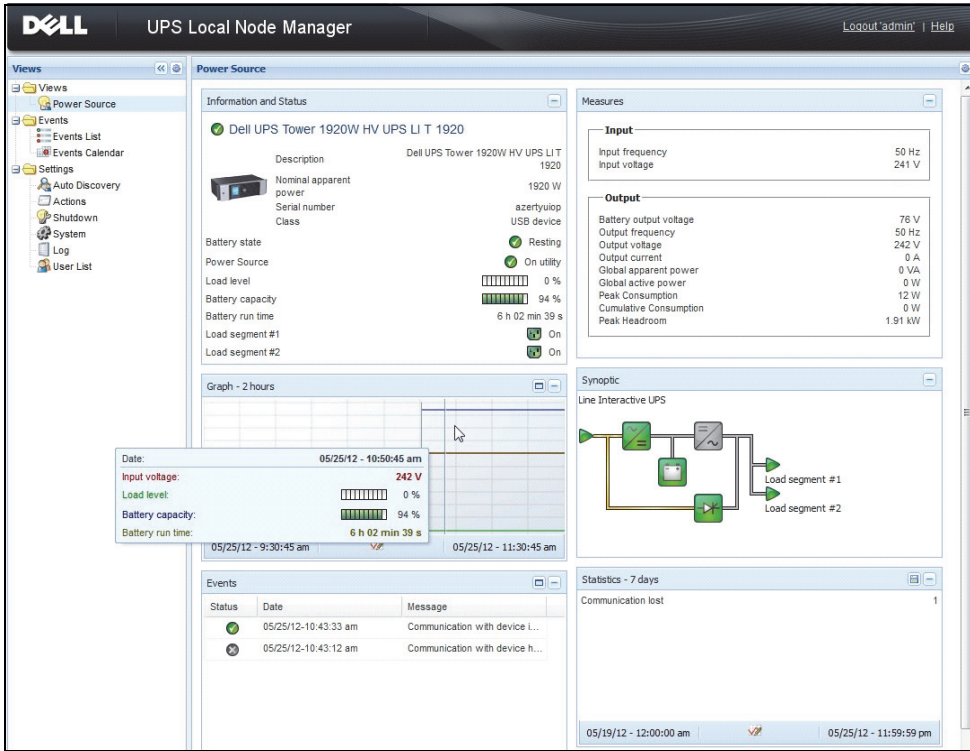 DELL
UPS Local Node Manager
Logout 'admin' | Help
Views
Views
Power Source
Events
Events List
Events Calendar
Settings
Auto Discovery
Actions
Shutdown
System
Log
User List
Power Source
Information and Status
Dell UPS Tower 1920W HV UPS LI T 1920
Description Dell UPS Tower 1920W HV UPS LI T
1920
Nominal apparent
power 1920 W
Serial number azertyuiop
Class USB device
Battery state Resting
Power Source On utility
Load level 0 %
Battery capacity 94 %
Battery run time 6 h 02 min 39 s
Load segment #1 On
Load segment #2 On
Measures
Input
Input frequency 50 Hz
Input voltage 241 V
Output
Battery output voltage 76 V
Output frequency 50 Hz
Output voltage 242 V
Output current 0 A
Global apparent power 0 VA
Global active power 0 W
Peak Consumption 12 W
Cumulative Consumption 0 W
Peak Headroom 1.91 kW
Graph - 2 hours
Date: 05/25/12 - 10:50:45 am
Input voltage: 242 V
Load level: 0 %
Battery capacity: 94 %
Battery run time: 6 h 02 min 39 s
05/25/12 - 9:30:45 am 05/25/12 - 11:30:45 am
Synoptic
Line Interactive UPS
Load segment #1
Load segment #2
Events
Status Date Message
05/25/12-10:43:33 am Communication with device i...
05/25/12-10:43:12 am Communication with device h...
Statistics - 7 days
Communication lost 1
05/19/12 - 12:00:00 am 05/25/12 - 11:59:59 pm